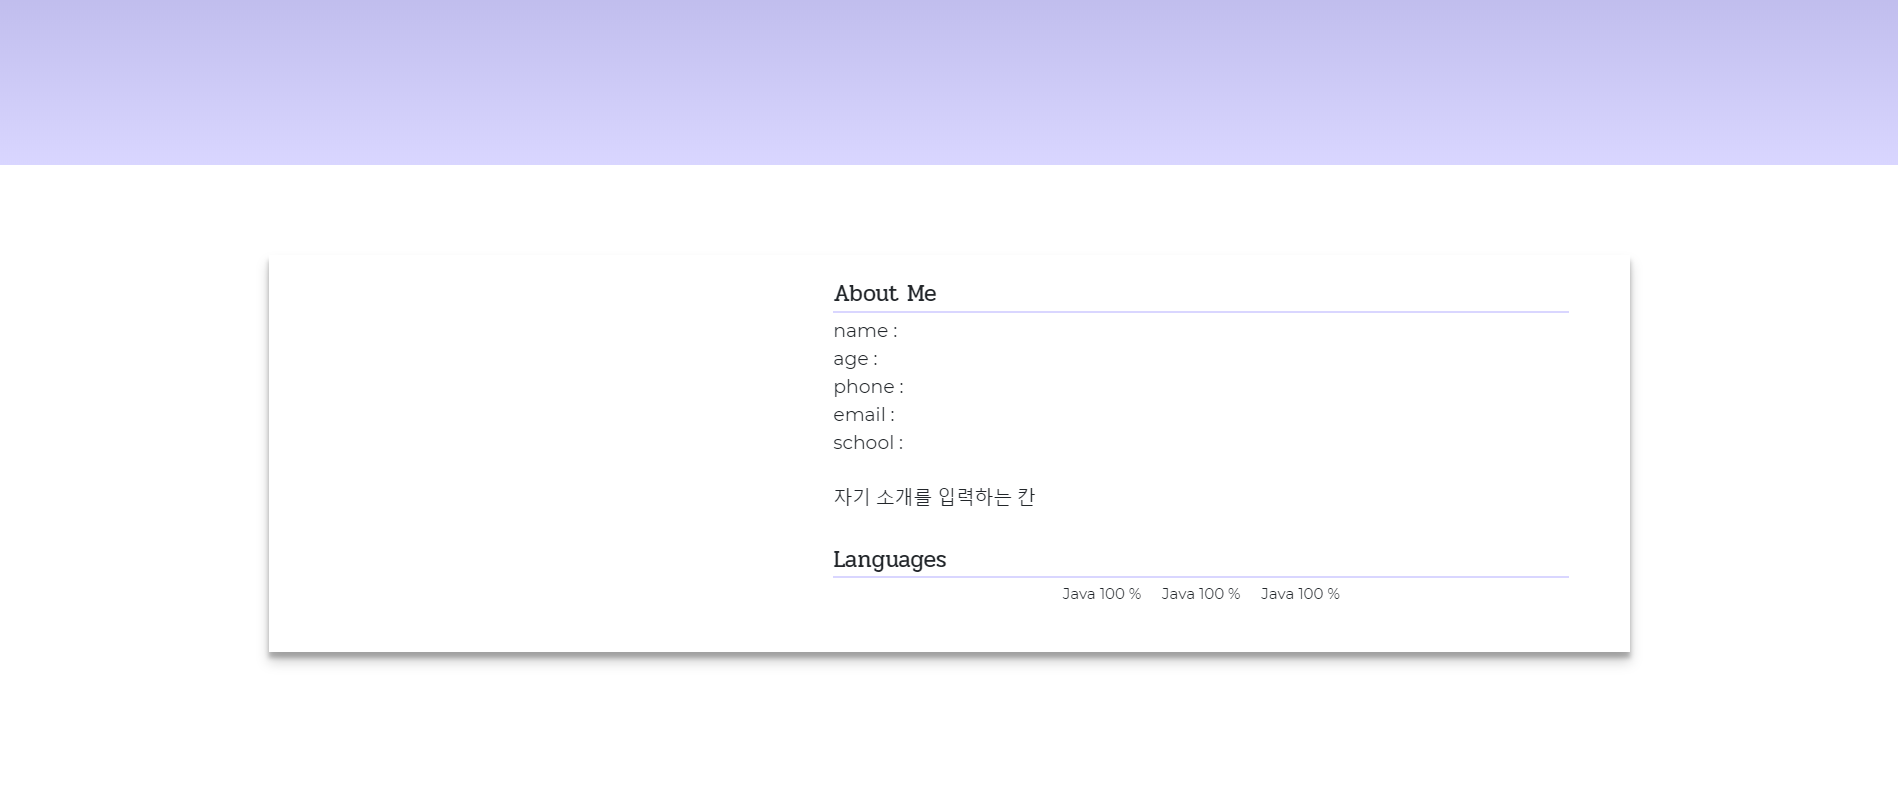 About Me
name :
age :
phone :
email :
school :
자기 소개를 입력하는 칸
Languages
Java 100 % Java 100 % Java 100 %